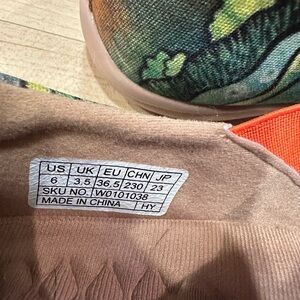 US UK EU CHN JP
6 3.5 36.5 230 23
SKU NO. W0101038
MADE IN CHINA HY